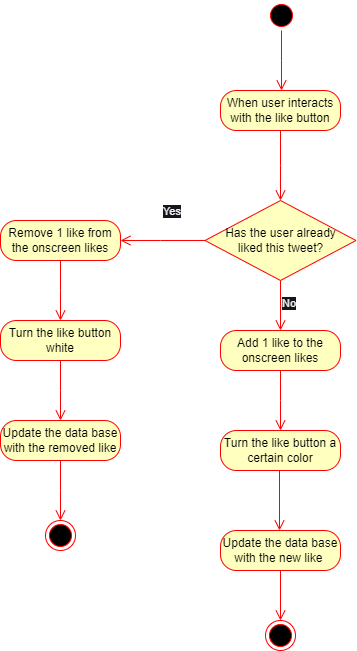 When user interacts
with the like button
Has the user already
liked this tweet?
Yes
Remove 1 like from
the onscreen likes
Turn the like button
white
Update the data base
with the removed like
No
Add 1 like to the
onscreen likes
Turn the like button a
certain color
Update the data base
with the new like